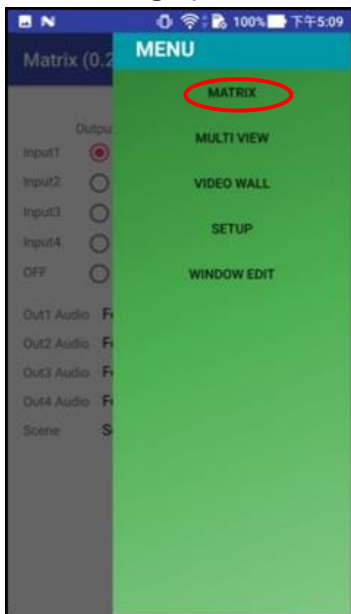 100% 下午5:09
Matrix (0.2
MENU
MATRIX
MULTI VIEW
VIDEO WALL
SETUP
WINDOW EDIT
Input1
Input2
Input3
Input4
OFF
Out1 Audio
Out2 Audio
Out3 Audio
Out4 Audio
Scene